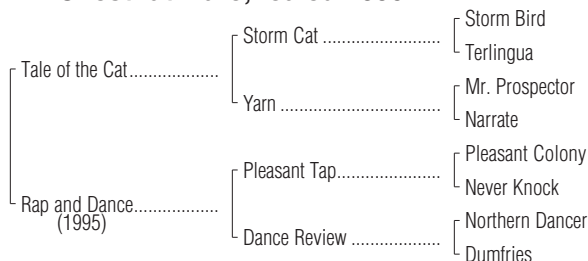 Storm Bird
Storm Cat
Terlingua
Tale of the Cat
Mr. Prospector
Yarn
Narrate
Pleasant Colony
Pleasant Tap
Never Knock
Rap and Dance
(1995)
Northern Dancer
Dance Review
Dumfries